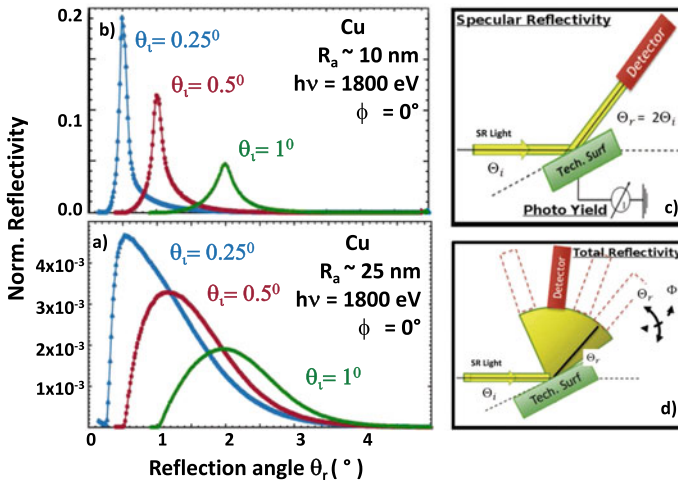 b)
Cu
Rₐ ~ 10 nm
hν = 1800 eV
ϕ = 0°
θι = 0.25⁰
θι = 0.5⁰
θι = 1⁰
0.2
0.1
0.0
Norm. Reflectivity
a)
Cu
Rₐ ~ 25 nm
hν = 1800 eV
ϕ = 0°
θι = 0.25⁰
θι = 0.5⁰
θι = 1⁰
4x10⁻³
3x10⁻³
2x10⁻³
1x10⁻³
0 1 2 3 4
Reflection angle θᵣ ( ° )
Specular Reflectivity
Detector
Θᵣ = 2Θᵢ
SR Light
Θᵢ
Tech. Surf
Photo Yield
c)
Total Reflectivity
Detector
Φ
Θᵣ
SR Light
Θᵣ
Θᵢ
Tech. Surf
d)